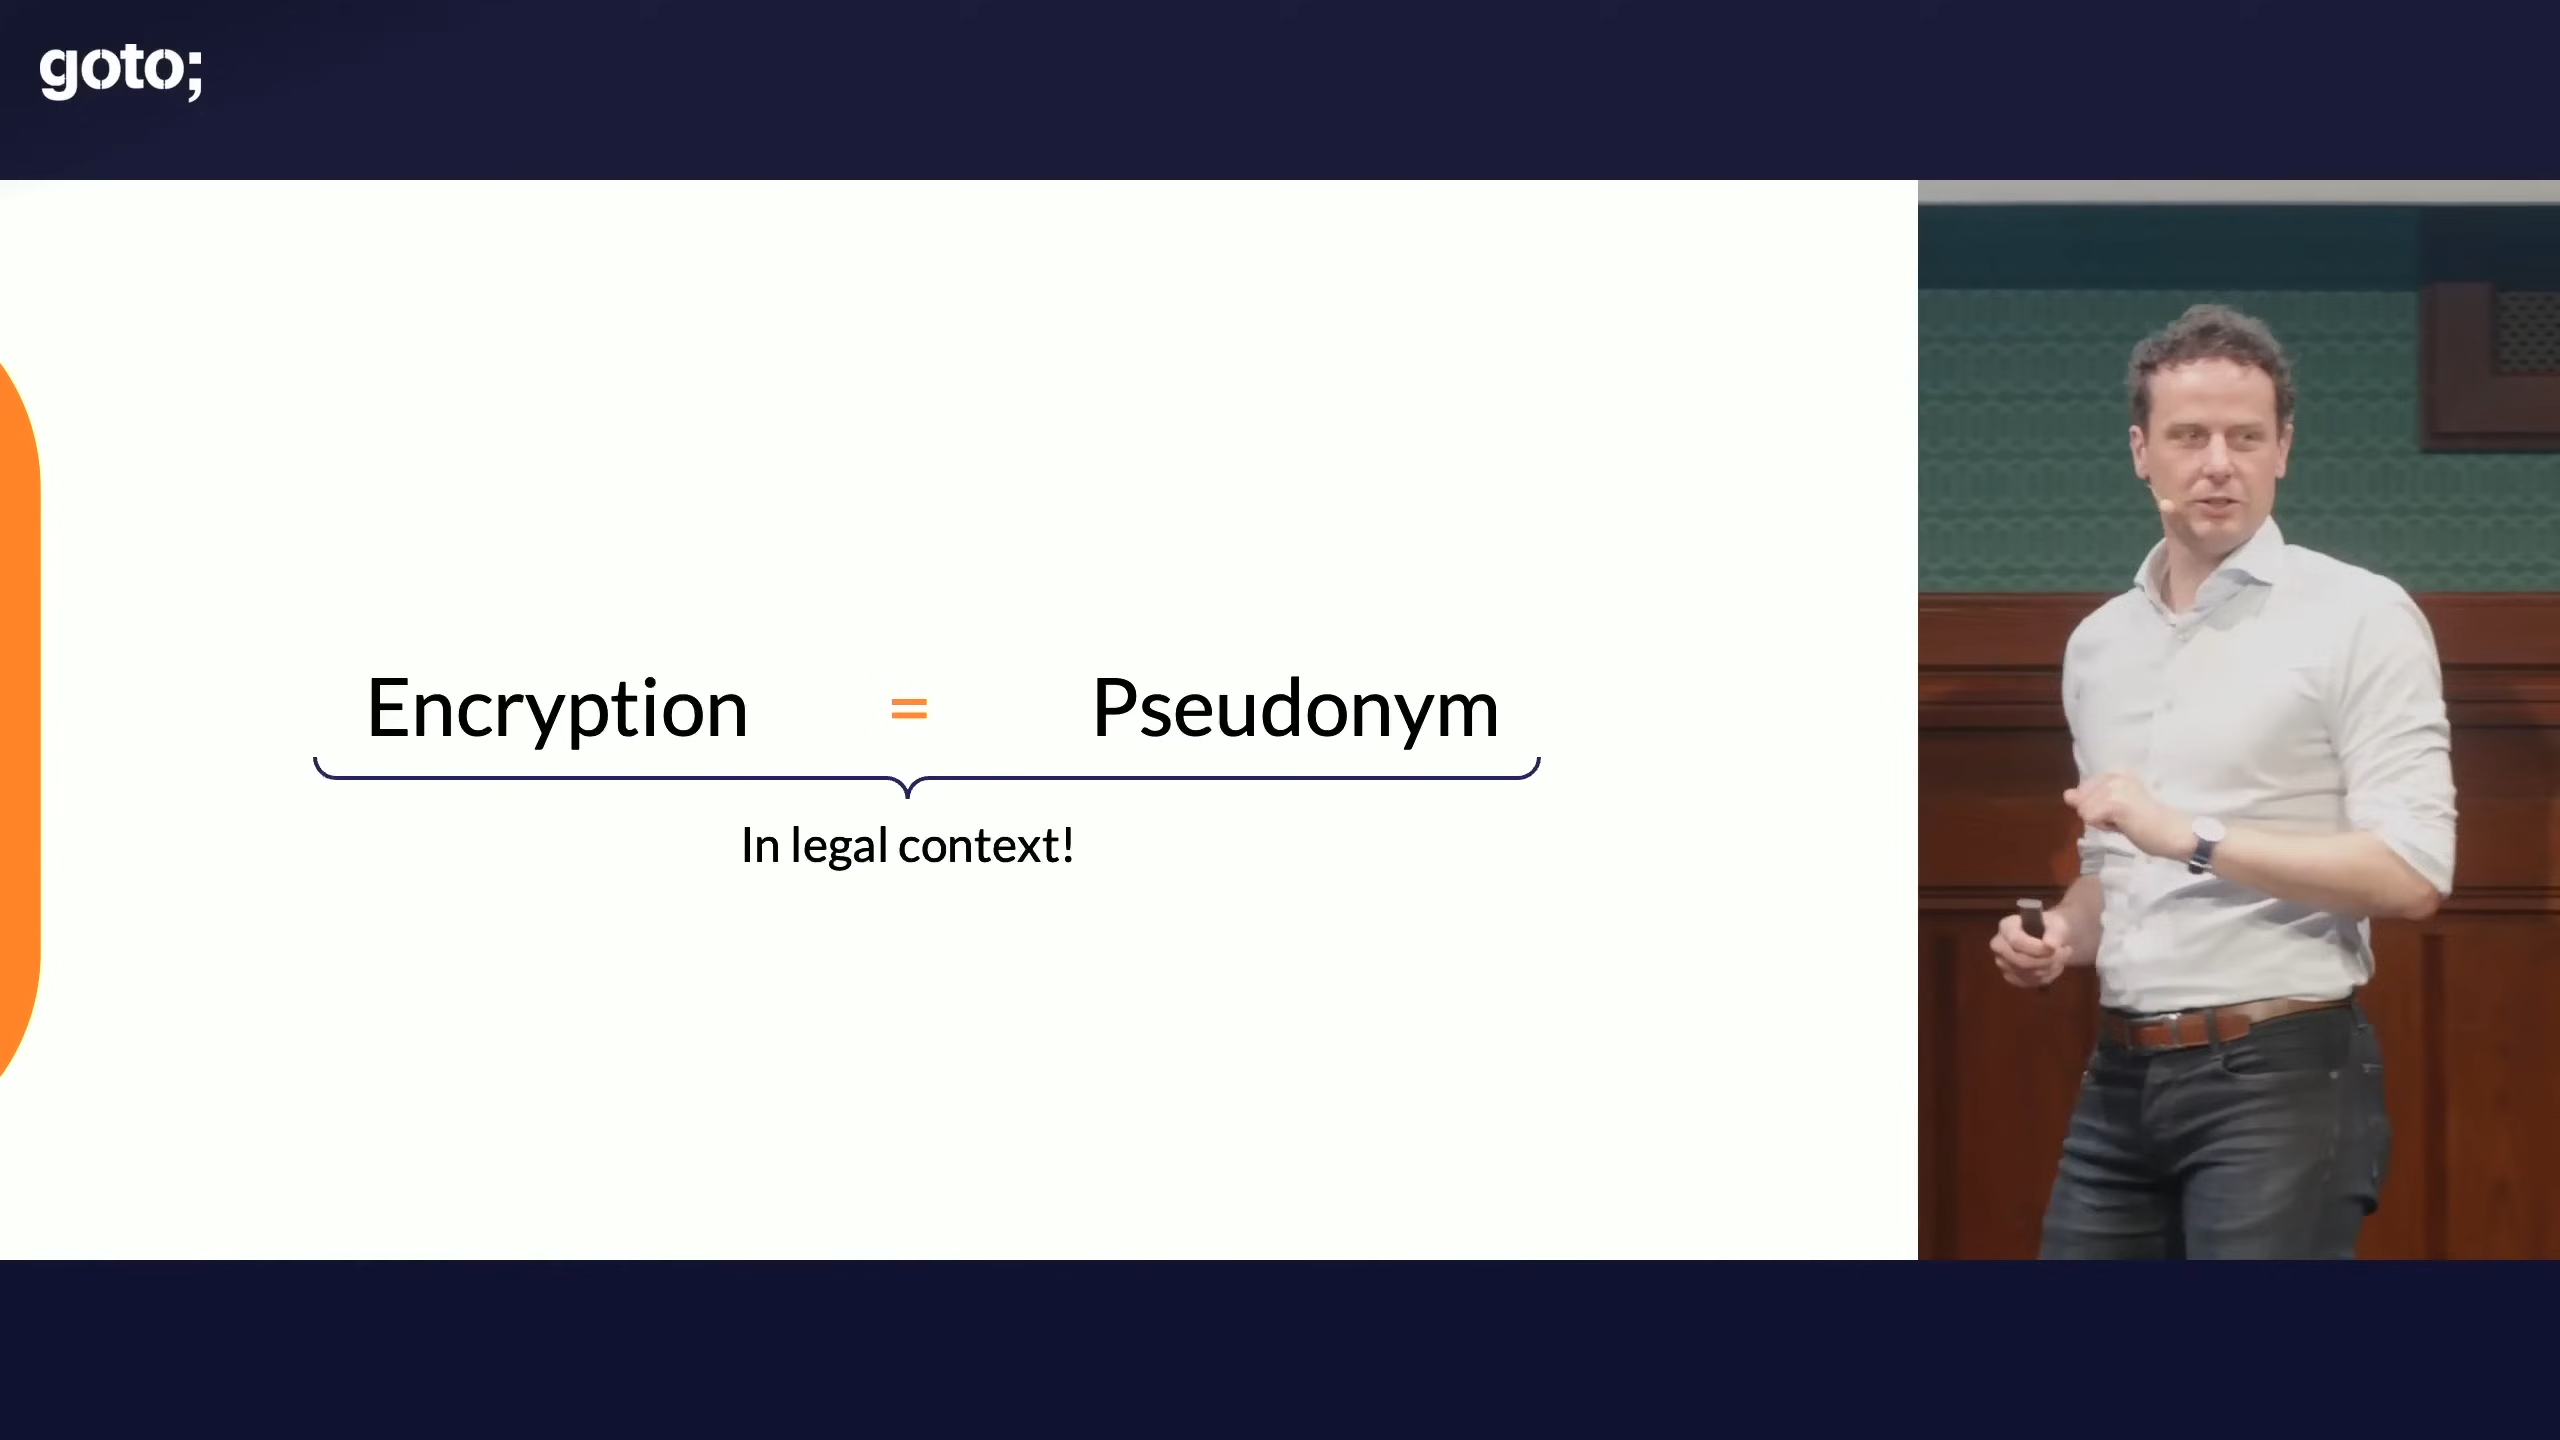 goto;
Encryption = Pseudonym
In legal context!